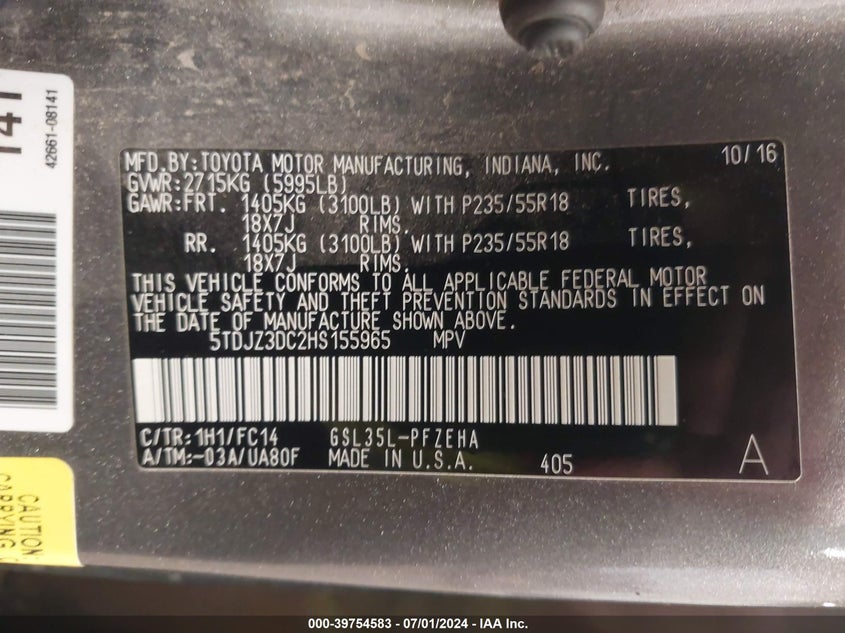 41
42661-08141
MFD.BY:TOYOTA MOTOR MANUFACTURING, INDIANA, INC. 10/16
GVWR:2715KG (5995LB)
GAWR:FRT. 1405KG (3100LB) WITH P235/55R18 TIRES,
18X7J RIMS.
RR. 1405KG (3100LB) WITH P235/55R18 TIRES,
18X7J RIMS.
THIS VEHICLE CONFORMS TO ALL APPLICABLE FEDERAL MOTOR
VEHICLE SAFETY AND THEFT PREVENTION STANDARDS IN EFFECT ON
THE DATE OF MANUFACTURE SHOWN ABOVE.
5TDJZ3DC2HS155965 MPV
C/TR:1H1/FC14 GSL35L-PFZEHA
A/TM:-03A/UA80F MADE IN U.S.A. 405 A
CAUTION
CARRYING
000-39754583 - 07/01/2024 - IAA Inc.